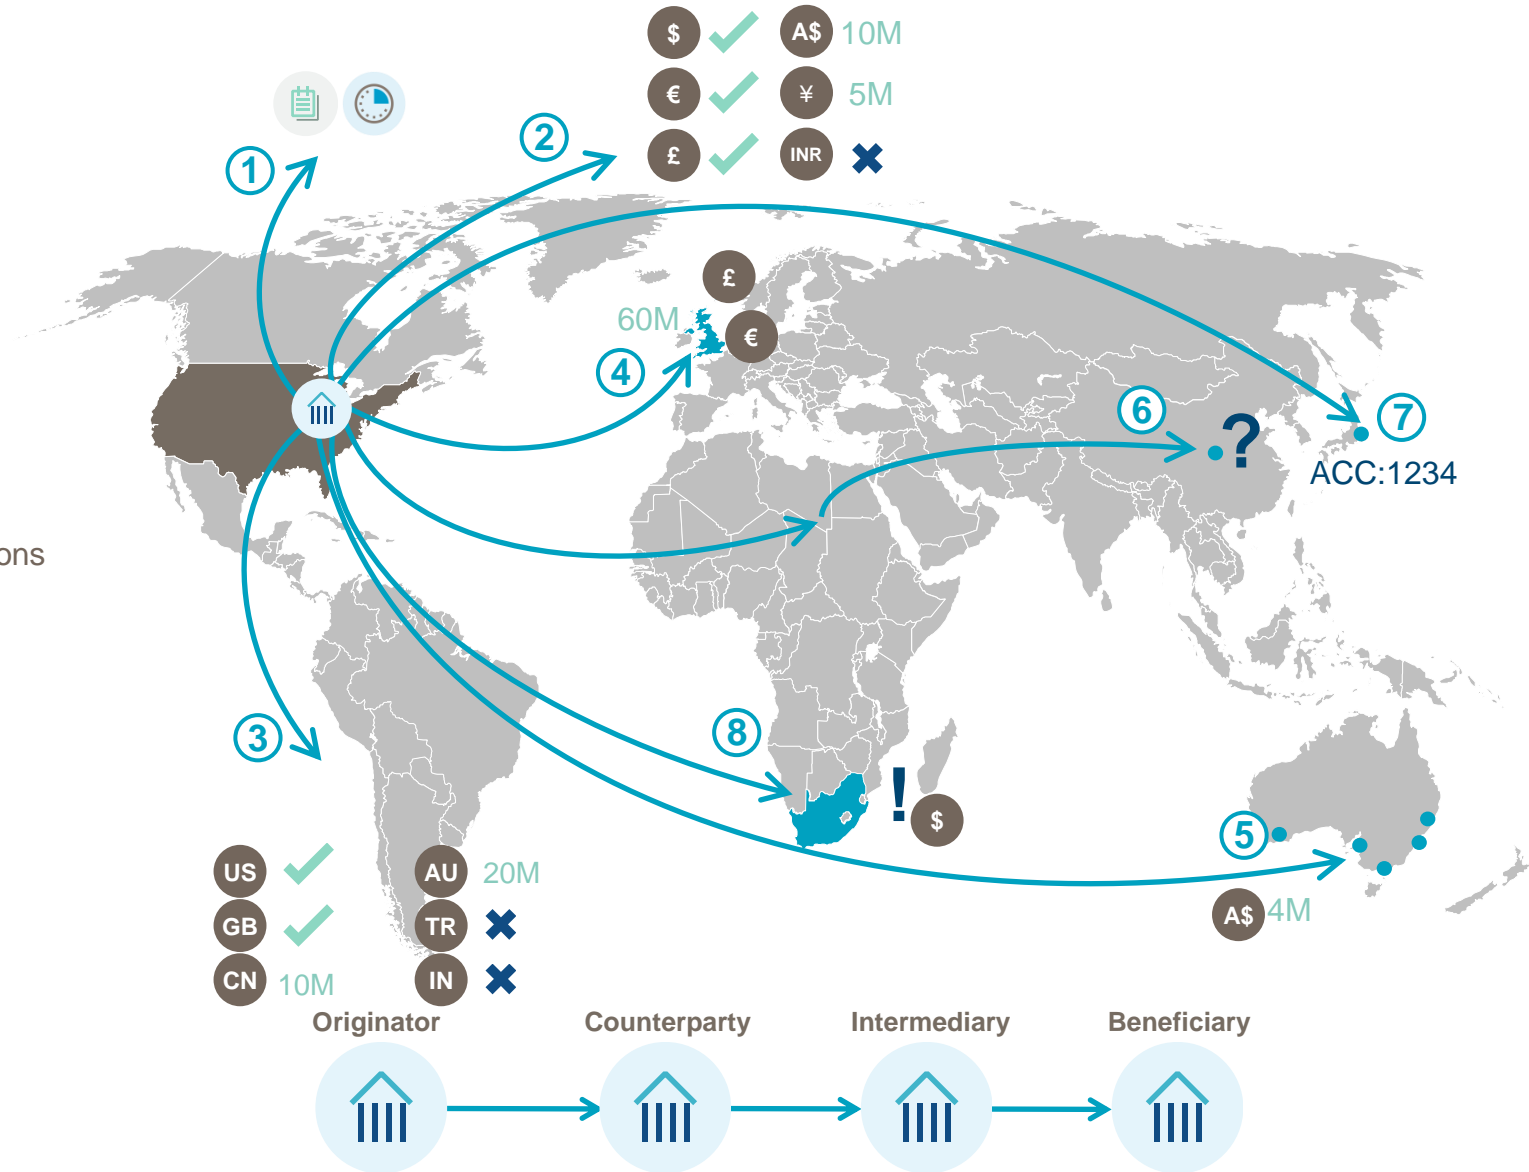 $ A$ 10M
€ ¥ 5M
£ INR
2
1
£
60M
€
4
6
7
?
ACC:1234
ons
3
8
!
$
5
A$ 4M
US AU 20M
GB TR
CN 10M IN
Originator Counterparty Intermediary Beneficiary